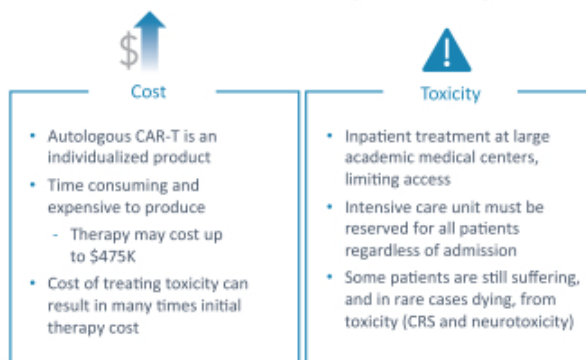 $
Cost
• Autologous CAR-T is an
individualized product
• Time consuming and
expensive to produce
- Therapy may cost up
to $475K
• Cost of treating toxicity can
result in many times initial
therapy cost
!
Toxicity
• Inpatient treatment at large
academic medical centers,
limiting access
• Intensive care unit must be
reserved for all patients
regardless of admission
• Some patients are still suffering,
and in rare cases dying, from
toxicity (CRS and neurotoxicity)